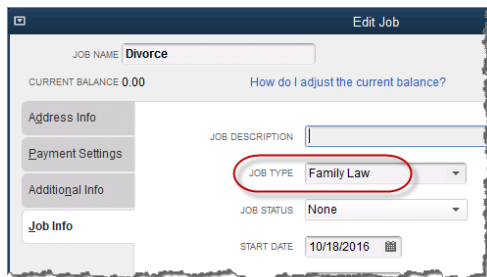 Edit Job
JOB NAME Divorce
CURRENT BALANCE 0.00 How do I adjust the current balance?
Address Info
JOB DESCRIPTION
Payment Settings
JOB TYPE Family Law
Additional Info
JOB STATUS None
Job Info
START DATE 10/18/2016